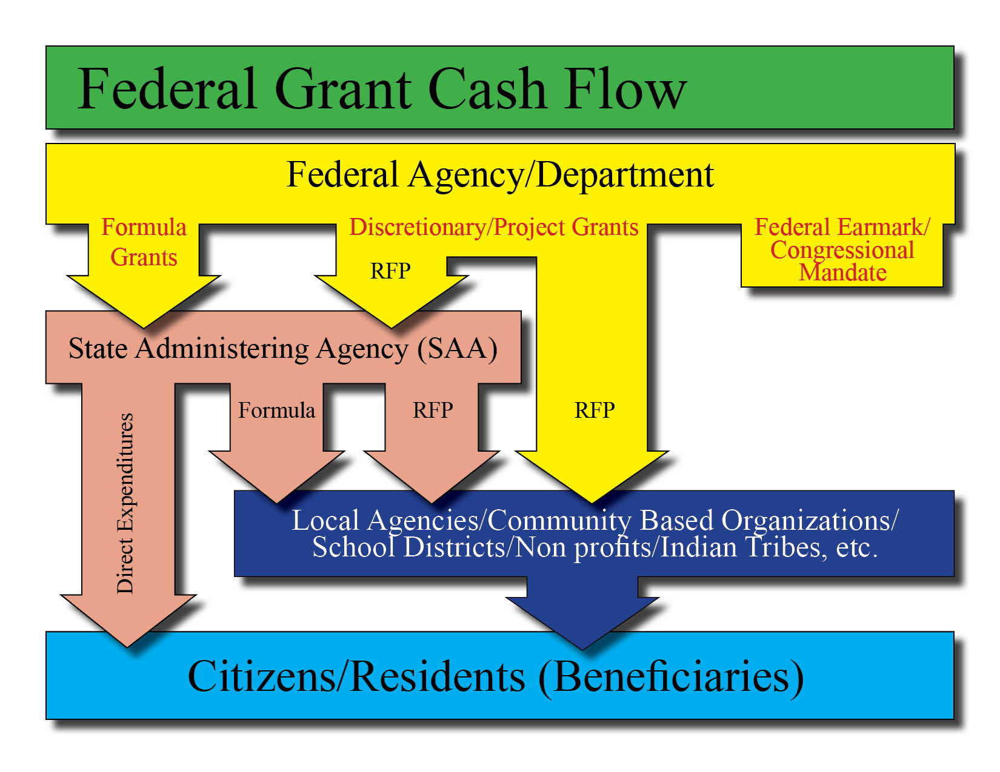 Federal Grant Cash Flow
Federal Agency/Department
Formula
Grants
Discretionary/Project Grants
RFP
Federal Earmark/
Congressional
Mandate
State Administering Agency (SAA)
Direct Expenditures
Formula
RFP
RFP
Local Agencies/Community Based Organizations/
School Districts/Non profits/Indian Tribes, etc.
Citizens/Residents (Beneficiaries)